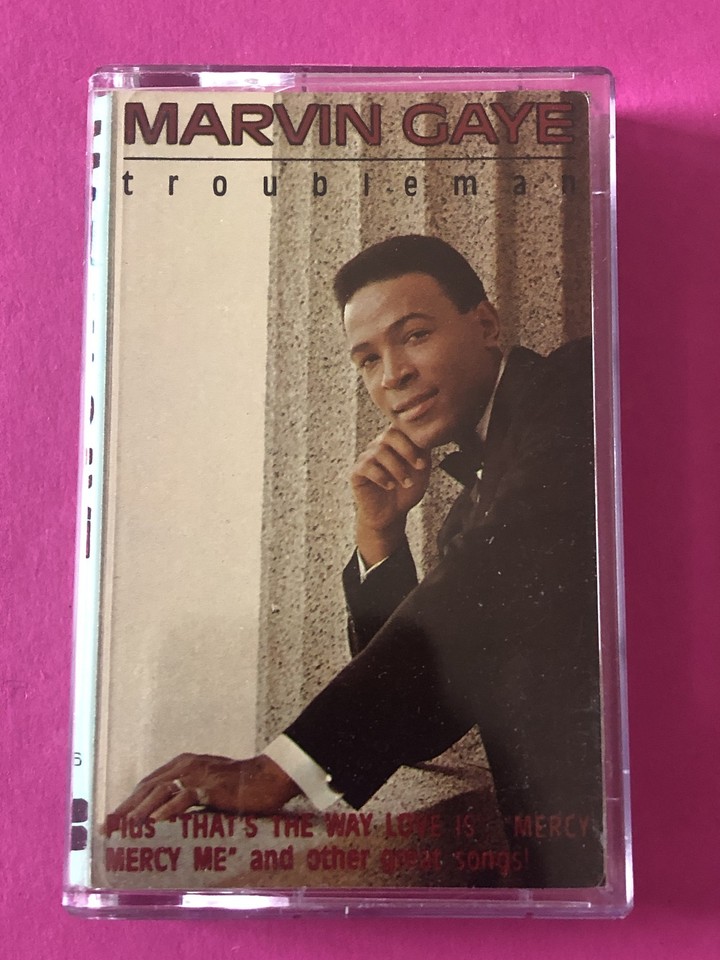 MARVIN GAYE
troubleman
Plus "THAT'S THE WAY LOVE IS" "MERCY
MERCY ME" and other great songs!